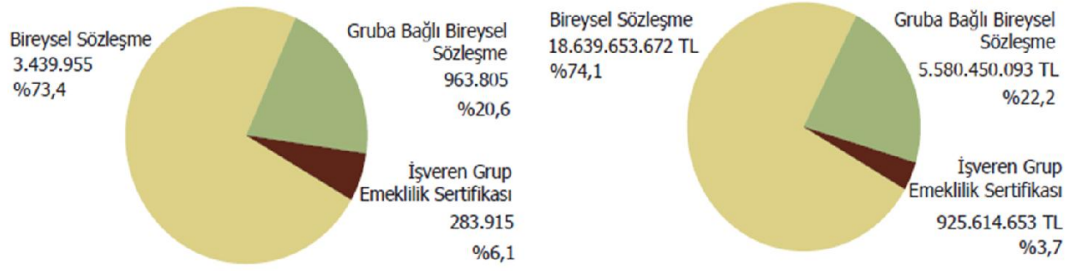 Bireysel Sözleşme
3.439.955
%73,4
Gruba Bağlı Bireysel
Sözleşme
963.805
%20,6
İşveren Grup
Emeklilik Sertifikası
283.915
%6,1
Bireysel Sözleşme
18.639.653.672 TL
%74,1
Gruba Bağlı Bireysel
Sözleşme
5.580.450.093 TL
%22,2
İşveren Grup
Emeklilik Sertifikası
925.614.653 TL
%3,7